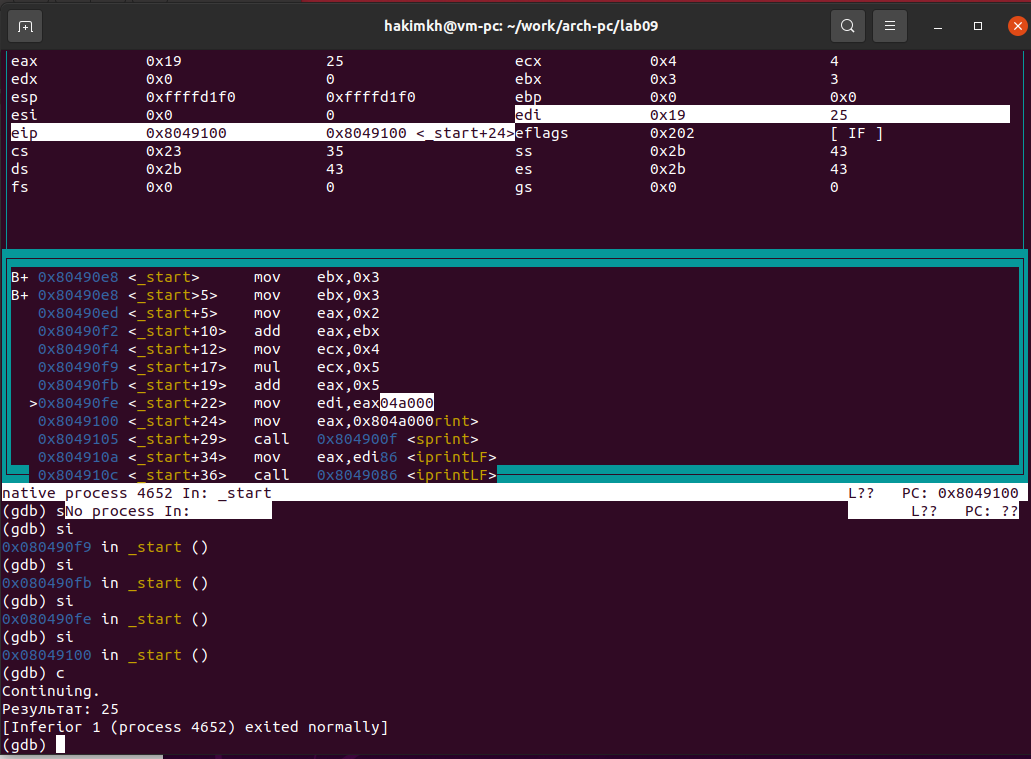 hakimkh@vm-pc: ~/work/arch-pc/lab09
eax 0x19 25 ecx 0x4 4
edx 0x0 0 ebx 0x3 3
esp 0xffffd1f0 0xffffd1f0 ebp 0x0 0x0
esi 0x0 0 edi 0x19 25
eip 0x8049100 0x8049100 <_start+24>eflags 0x202 [ IF ]
cs 0x23 35 ss 0x2b 43
ds 0x2b 43 es 0x2b 43
fs 0x0 0 gs 0x0 0
B+ 0x80490e8 <_start> mov ebx,0x3
B+ 0x80490e8 <_start>5> mov ebx,0x3
0x80490ed <_start+5> mov eax,0x2
0x80490f2 <_start+10> add eax,ebx
0x80490f4 <_start+12> mov ecx,0x4
0x80490f9 <_start+17> mul ecx,0x5
0x80490fb <_start+19> add eax,0x5
>0x80490fe <_start+22> mov edi,eax04a000
0x8049100 <_start+24> mov eax,0x804a000rint>
0x8049105 <_start+29> call 0x804900f <sprint>
0x804910a <_start+34> mov eax,edi86 <iprintLF>
0x804910c <_start+36> call 0x8049086 <iprintLF>
native process 4652 In: _start L?? PC: 0x8049100
(gdb) sNo process In: L?? PC: ??
(gdb) si
0x080490f9 in _start ()
(gdb) si
0x080490fb in _start ()
(gdb) si
0x080490fe in _start ()
(gdb) si
0x08049100 in _start ()
(gdb) c
Continuing.
Результат: 25
[Inferior 1 (process 4652) exited normally]
(gdb)